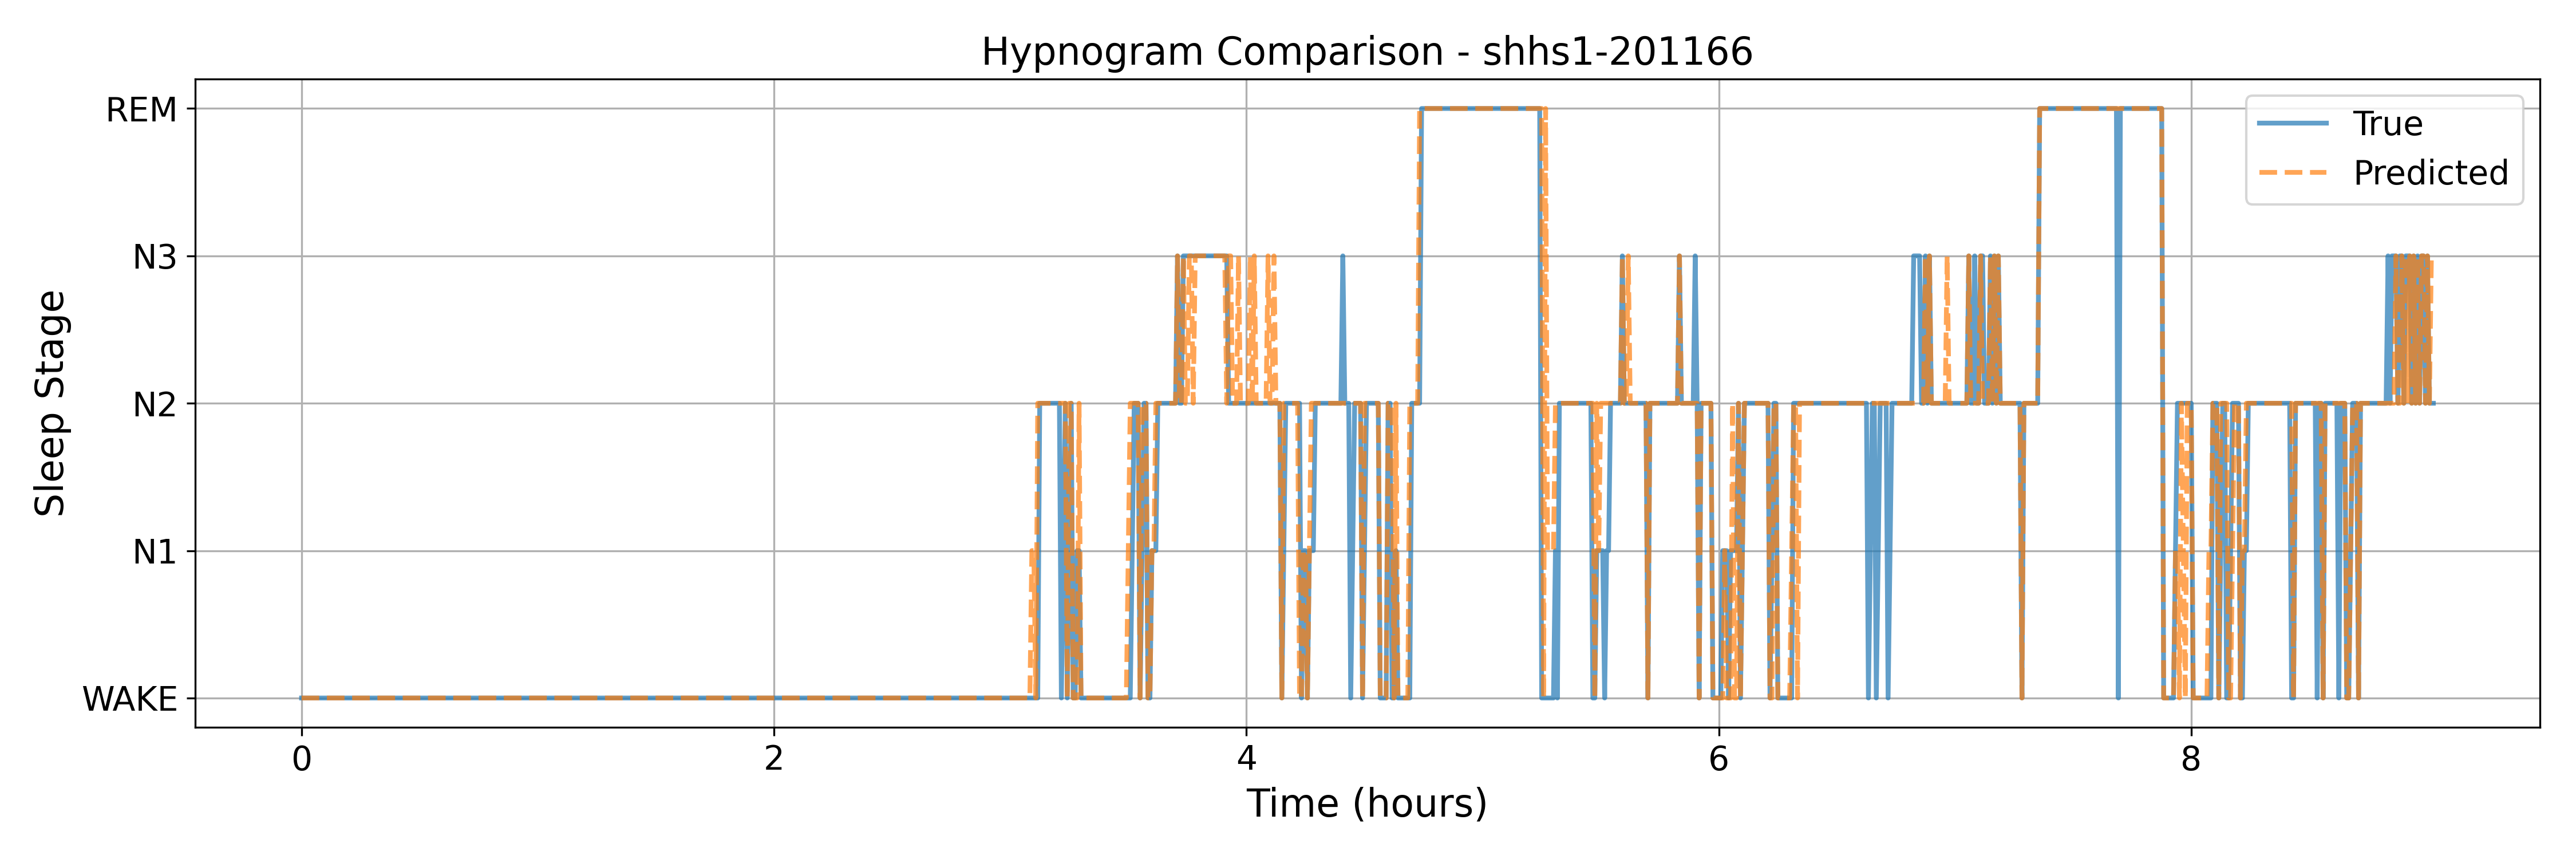 Hypnogram Comparison - shhs1-201166
REM
N3
N2
N1
WAKE
Sleep Stage
True
Predicted
0 2 4 6 8
Time (hours)